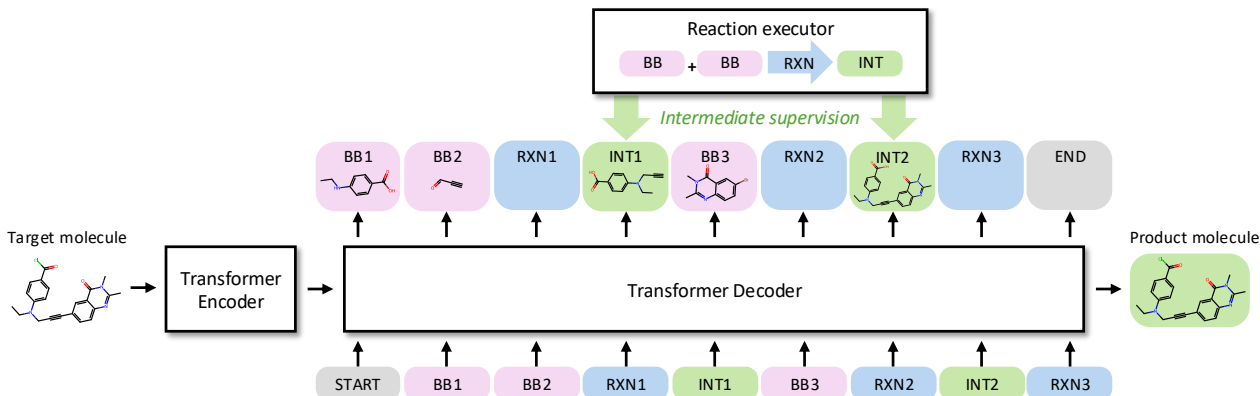 Reaction executor
BB + BB RXN INT
Intermediate supervision
BB1 BB2 RXN1 INT1 BB3 RXN2 INT2 RXN3 END
Target molecule
Transformer
Encoder
Transformer Decoder
Product molecule
START BB1 BB2 RXN1 INT1 BB3 RXN2 INT2 RXN3